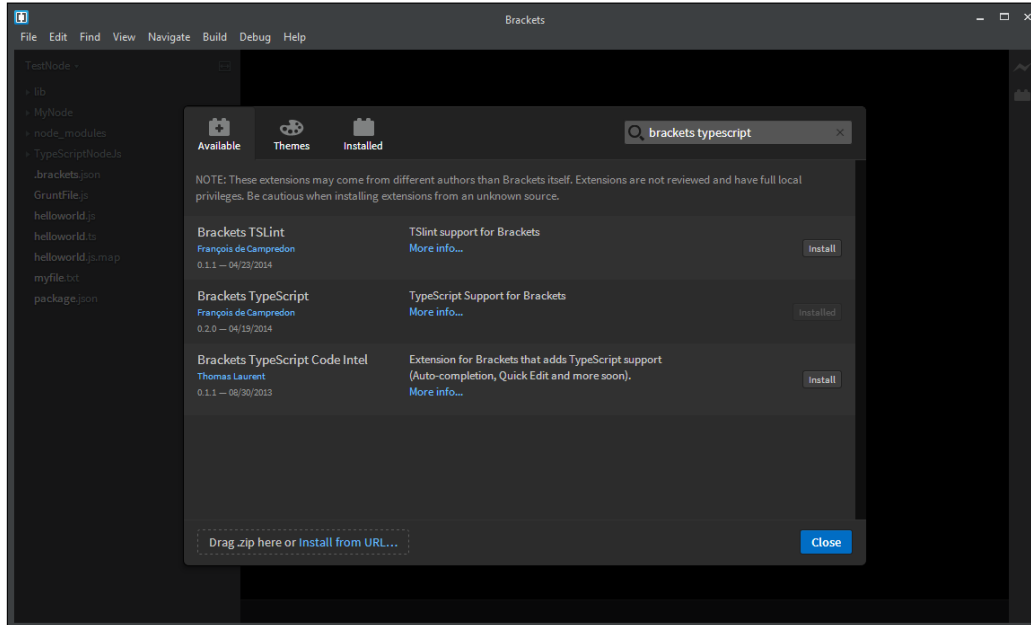 Brackets
File Edit Find View Navigate Build Debug Help
TestNode
lib
MyNode
node_modules
TypeScriptNodeJs
.brackets.json
GruntFile.js
helloworld.js
helloworld.ts
helloworld.js.map
myfile.txt
package.json
Available Themes Installed
brackets typescript
NOTE: These extensions may come from different authors than Brackets itself. Extensions are not reviewed and have full local
privileges. Be cautious when installing extensions from an unknown source.
Brackets TSLint TSlint support for Brackets
François de Campredon More info... Install
0.1.1 — 04/23/2014
Brackets TypeScript TypeScript Support for Brackets
François de Campredon More info... Installed
0.2.0 — 04/19/2014
Brackets TypeScript Code Intel Extension for Brackets that adds TypeScript support
Thomas Laurent (Auto-completion, Quick Edit and more soon). Install
0.1.1 — 08/30/2013 More info...
Drag .zip here or Install from URL... Close